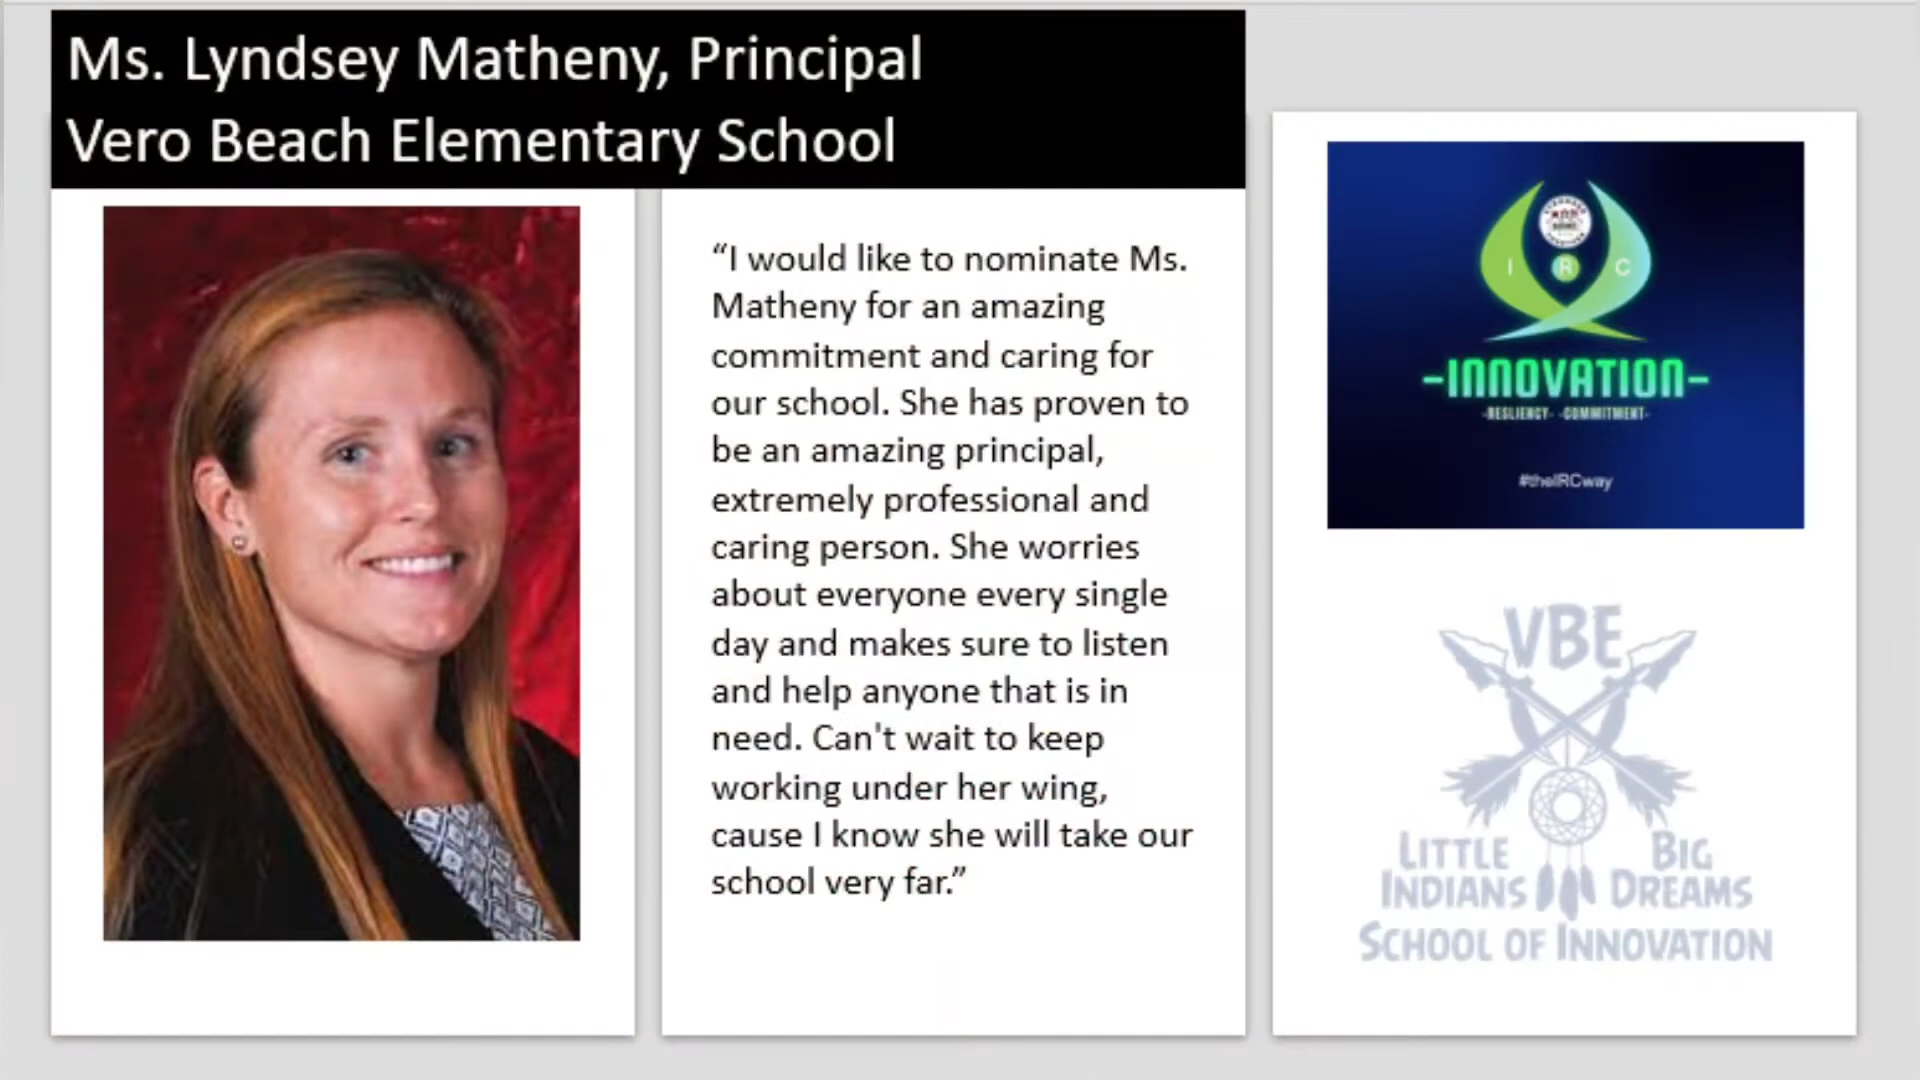 Ms. Lyndsey Matheny, Principal
Vero Beach Elementary School
“I would like to nominate Ms.
Matheny for an amazing
commitment and caring for
our school. She has proven to
be an amazing principal,
extremely professional and
caring person. She worries
about everyone every single
day and makes sure to listen
and help anyone that is in
need. Can't wait to keep
working under her wing,
cause I know she will take our
school very far.”
I R C
-INNOVATION-
-RESLIENCY- -COMMITMENT-
#theIRCway
VBE
LITTLE BIG
INDIANS DREAMS
SCHOOL OF INNOVATION